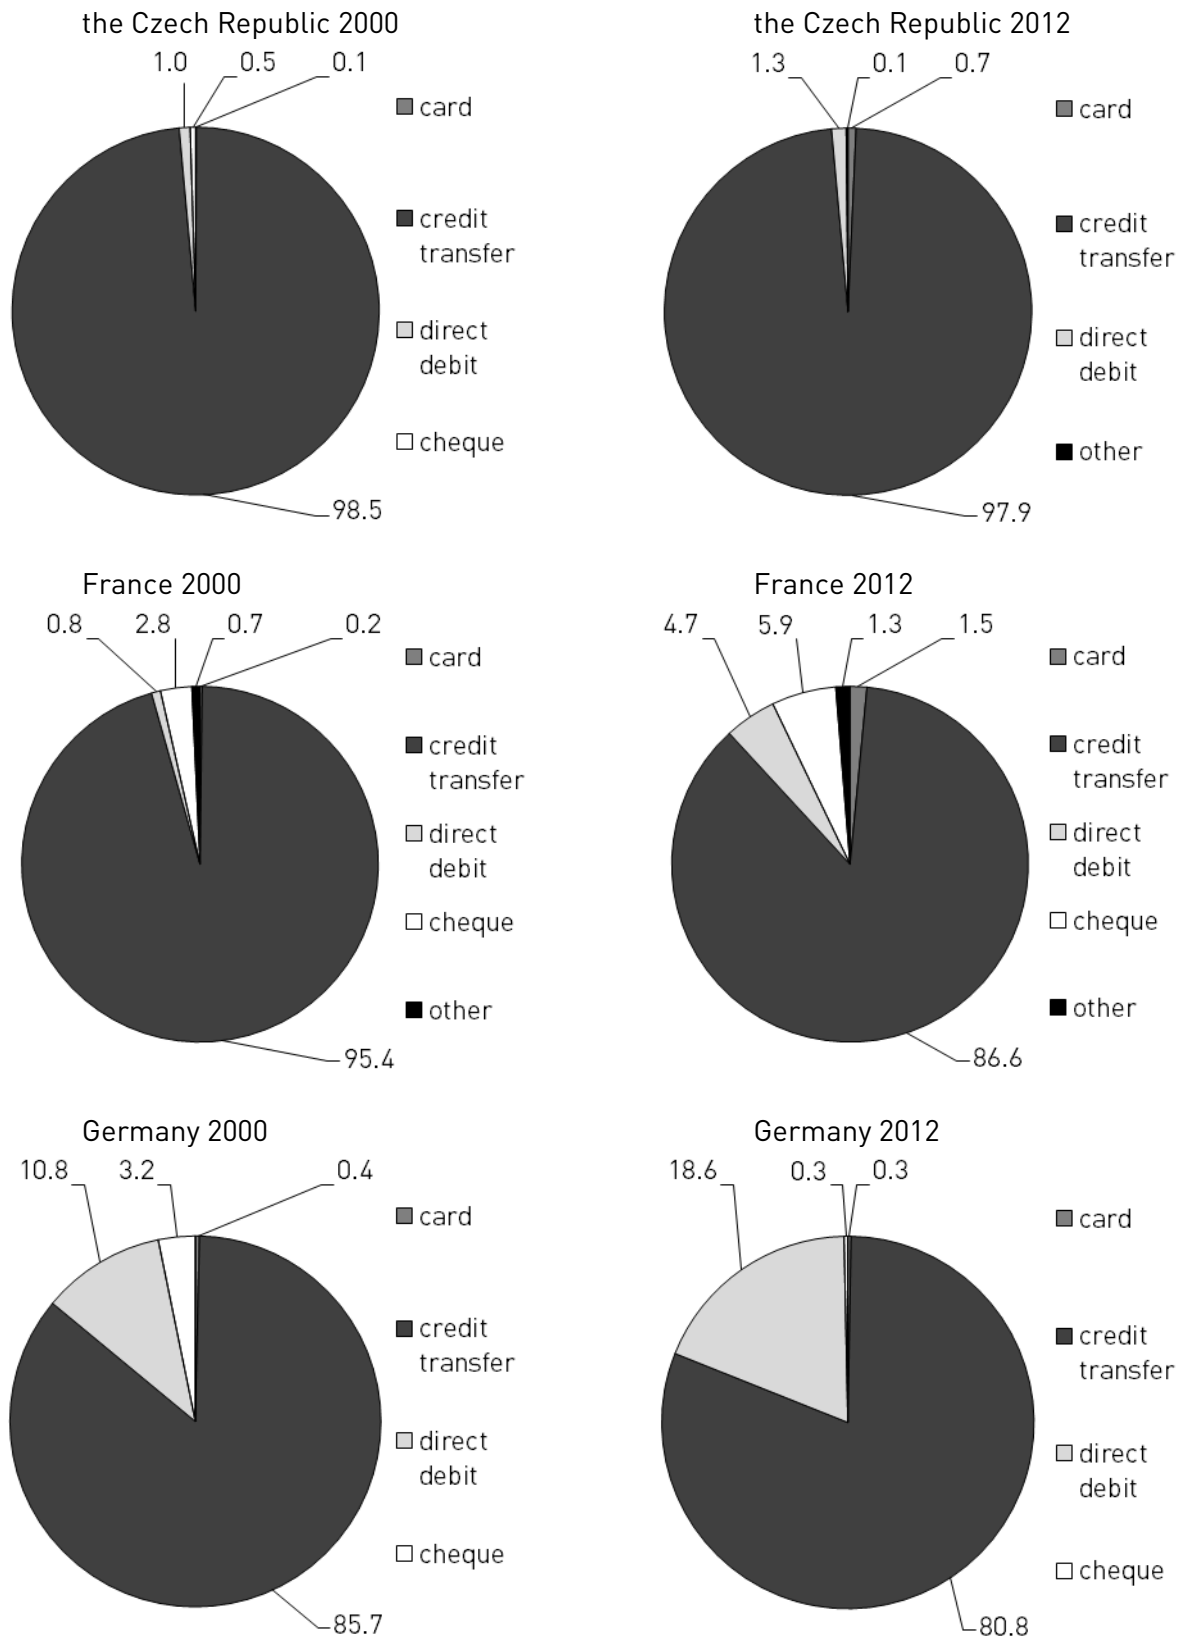 the Czech Republic 2000
1.0 0.5 0.1
card
credit
transfer
direct
debit
cheque
98.5
the Czech Republic 2012
1.3 0.1 0.7
card
credit
transfer
direct
debit
other
97.9
France 2000
0.8 2.8 0.7 0.2
card
credit
transfer
direct
debit
cheque
other
95.4
France 2012
4.7 5.9 1.3 1.5
card
credit
transfer
direct
debit
cheque
other
86.6
Germany 2000
10.8 3.2 0.4
card
credit
transfer
direct
debit
cheque
85.7
Germany 2012
18.6 0.3 0.3
card
credit
transfer
direct
debit
cheque
80.8